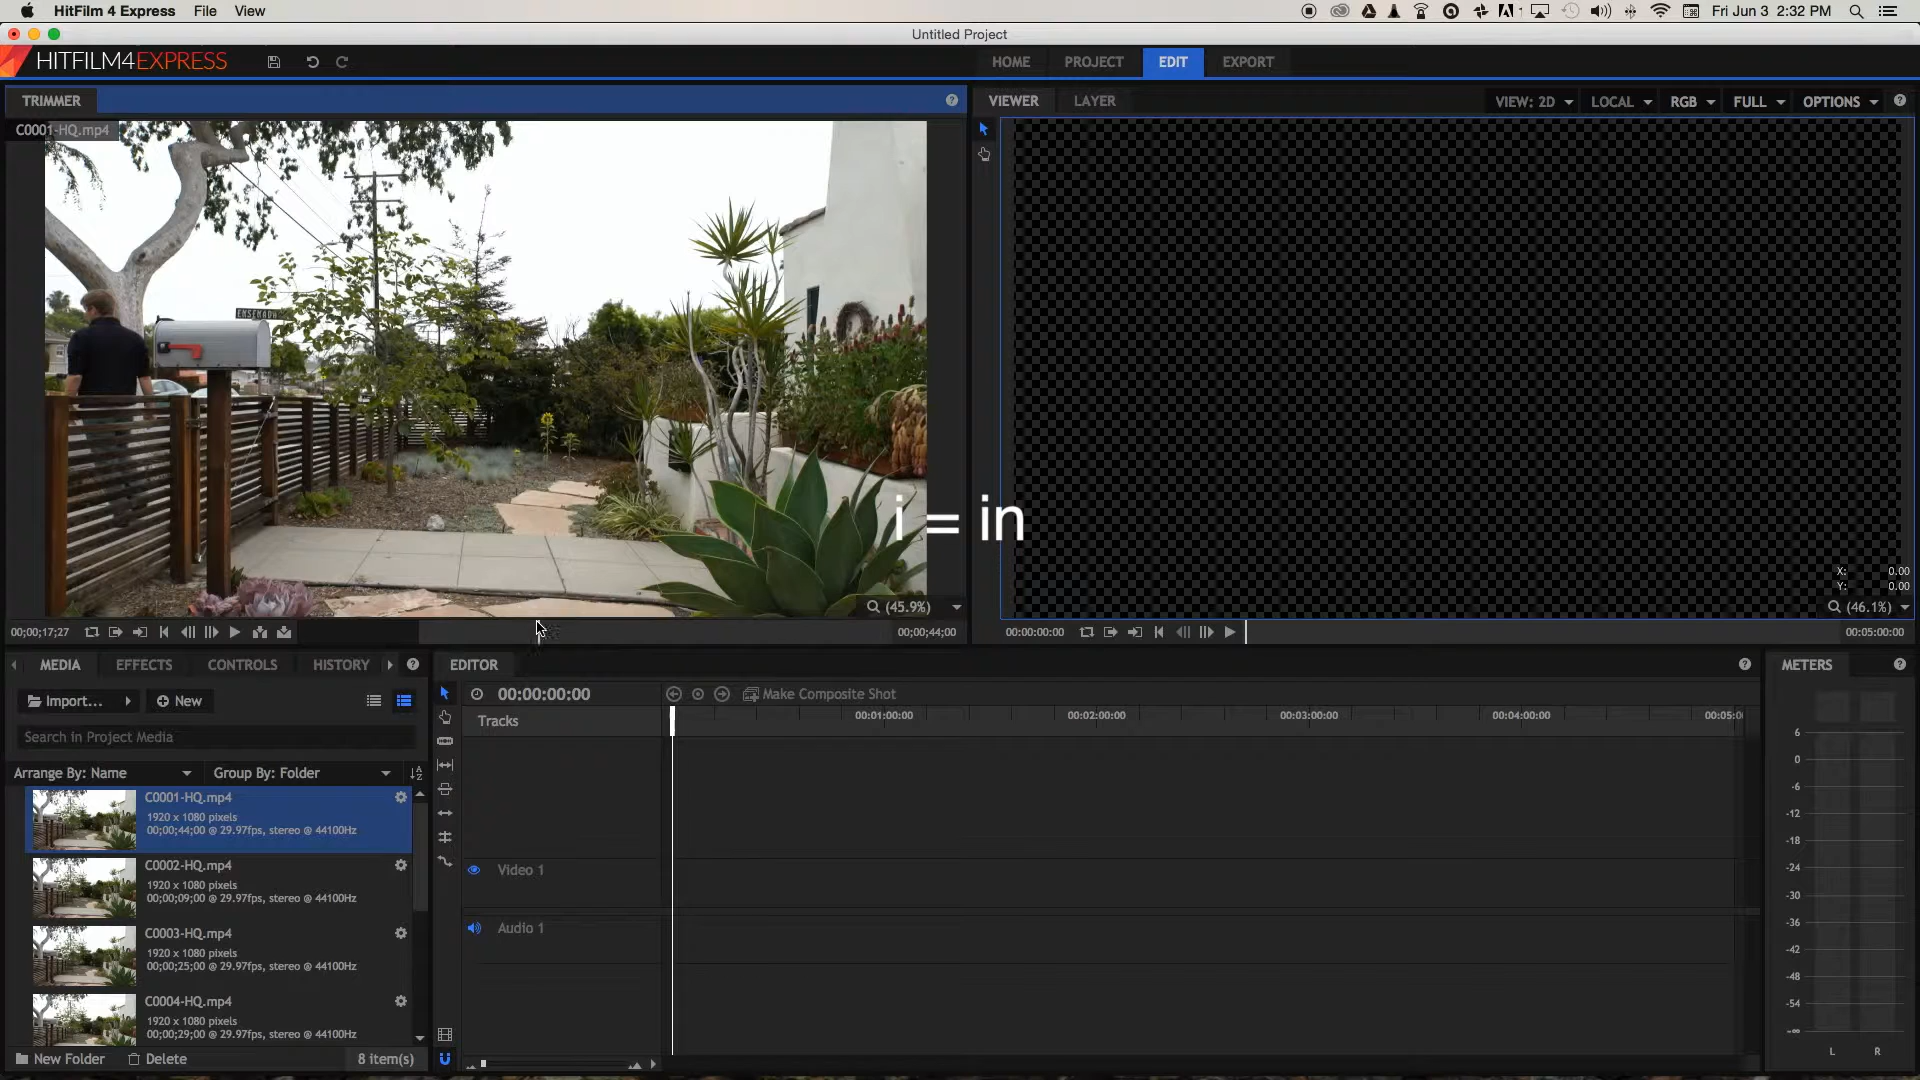 HitFilm 4 Express File View Fri Jun 3 2:32 PM
Untitled Project
HITFILM4EXPRESS HOME PROJECT EDIT EXPORT
TRIMMER VIEWER LAYER VIEW: 2D LOCAL RGB FULL OPTIONS
C0001-HQ.mp4
ENSENADA
i = in
X: 0.00
Y: 0.00
(45.9%) (46.1%)
00;00;17;27 00;00;44;00 00:00:00:00 00:05:00:00
MEDIA EFFECTS CONTROLS HISTORY EDITOR METERS
Import... New 00:00:00:00 Make Composite Shot
Tracks 00:01:00:00 00:02:00:00 00:03:00:00 00:04:00:00 00:05:0
Search in Project Media
Arrange By: Name Group By: Folder
C0001-HQ.mp4
1920 x 1080 pixels
00;00;44;00 @ 29.97fps, stereo @ 44100Hz
C0002-HQ.mp4
1920 x 1080 pixels
00;00;09;00 @ 29.97fps, stereo @ 44100Hz
C0003-HQ.mp4
1920 x 1080 pixels
00;00;25;00 @ 29.97fps, stereo @ 44100Hz
C0004-HQ.mp4
1920 x 1080 pixels
00;00;29;00 @ 29.97fps, stereo @ 44100Hz
New Folder Delete 8 item(s)
Video 1
Audio 1
6
0
-6
-12
-18
-24
-30
-36
-42
-48
-54
-∞
L R